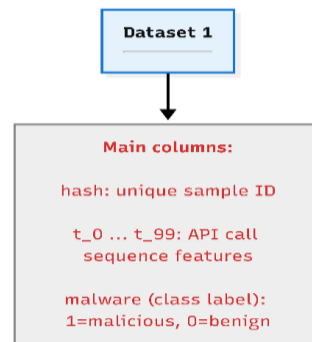 Dataset 1
Main columns:
hash: unique sample ID
t_0 ... t_99: API call
sequence features
malware (class label):
1=malicious, 0=benign